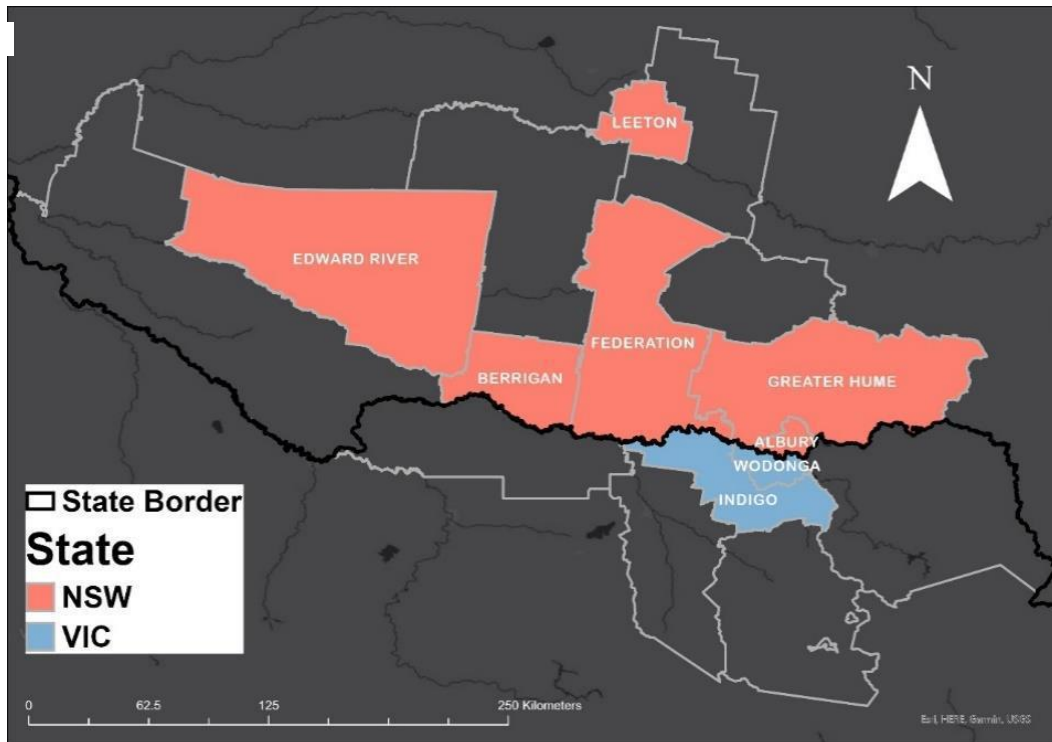 N
LEETON
EDWARD RIVER
FEDERATION
BERRIGAN
GREATER HUME
ALBURY
WODONGA
INDIGO
State Border
State
NSW
VIC
0 62.5 125 250 Kilometers
Esri, HERE, Garmin, USGS